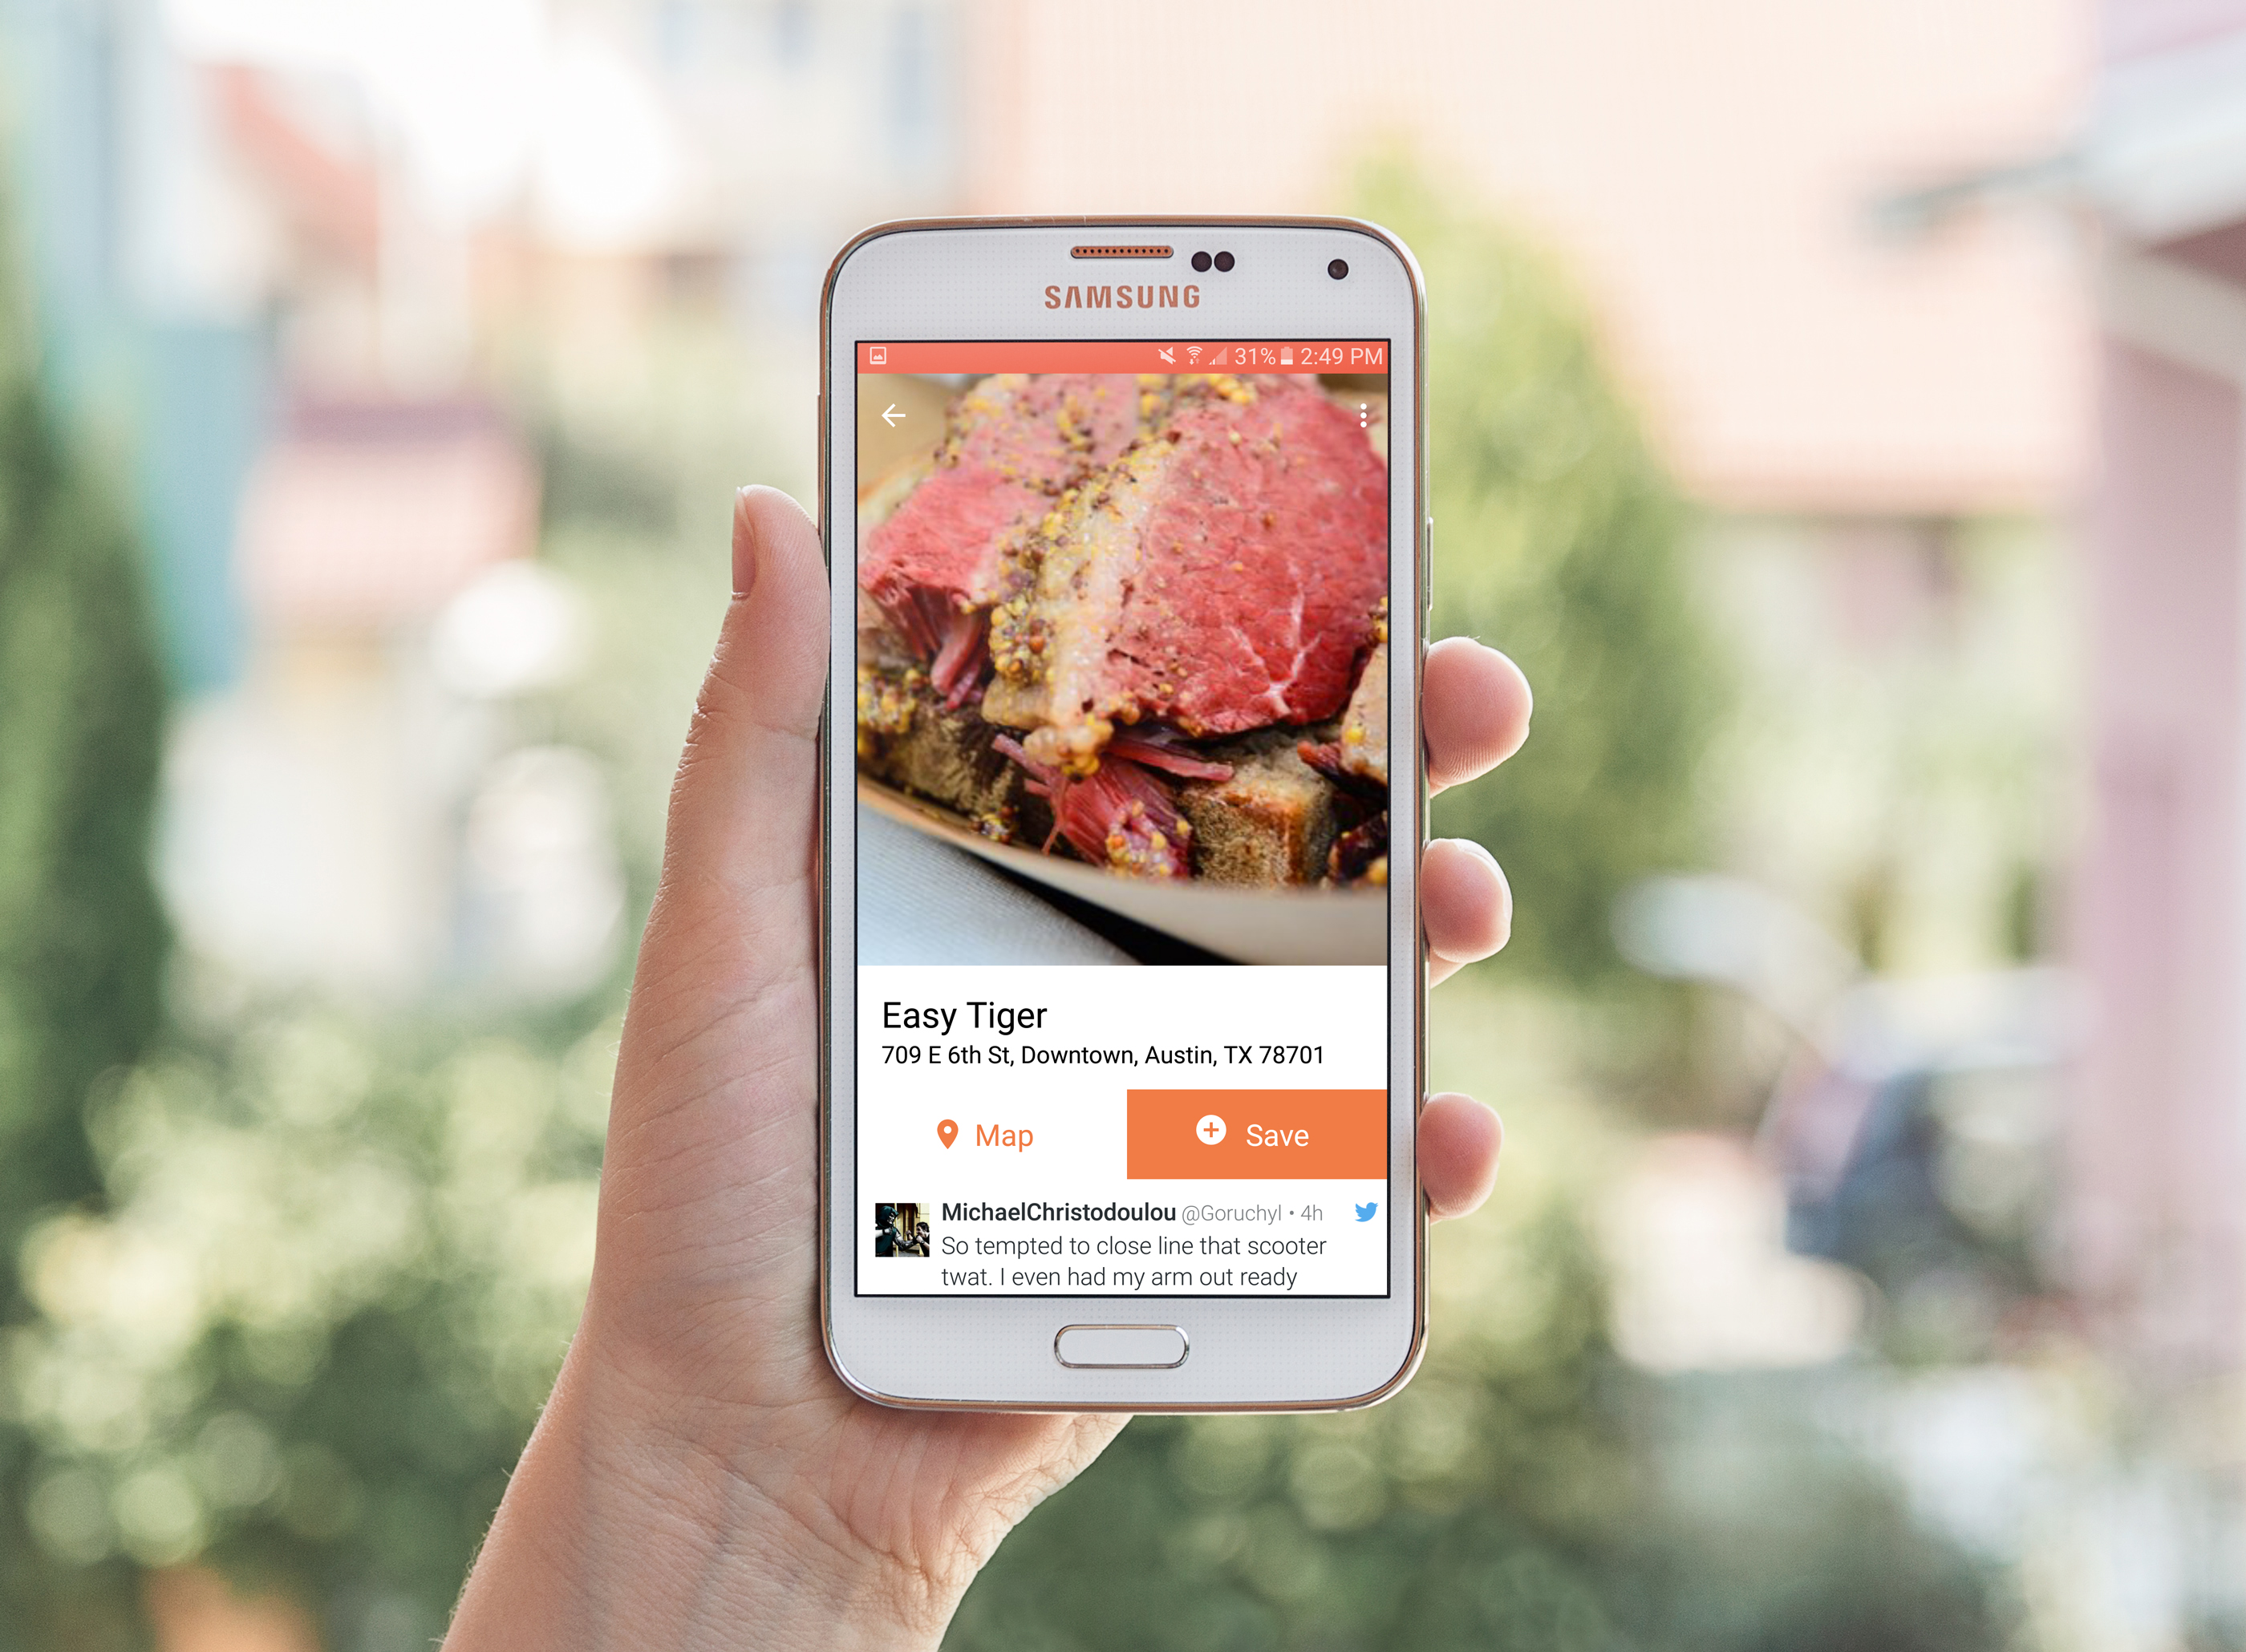 SAMSUNG
31% 2:49 PM
Easy Tiger
709 E 6th St, Downtown, Austin, TX 78701
Map
Save
MichaelChristodoulou @Goruchyl • 4h
So tempted to close line that scooter
twat. I even had my arm out ready